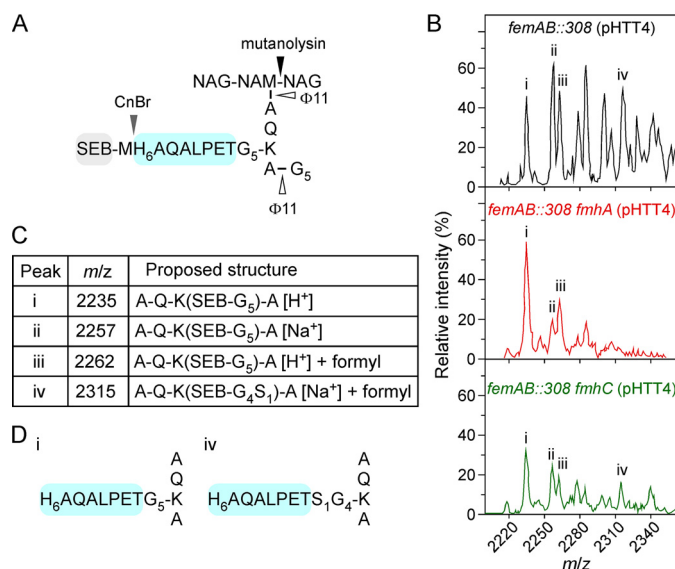 A
mutanolysin
NAG-NAM-NAG
Φ11
CnBr
A
Q
SEB-MH6AQALPETG5-K
A–G5
Φ11
B
femAB::308 (pHTT4)
ii
i
iii
iv
60
40
20
0
femAB::308 fmhA (pHTT4)
i
iii
ii
60
40
20
0
Relative intensity (%)
femAB::308 fmhC (pHTT4)
i
ii
iii
iv
60
40
20
0
2220
2250
2280
2310
2340
m/z
C
Peak m/z Proposed structure
i 2235 A-Q-K(SEB-G5)-A [H+]
ii 2257 A-Q-K(SEB-G5)-A [Na+]
iii 2262 A-Q-K(SEB-G5)-A [H+] + formyl
iv 2315 A-Q-K(SEB-G4S1)-A [Na+] + formyl
D
i
A
Q
H6AQALPETG5-K
A
iv
A
Q
H6AQALPETS1G4-K
A